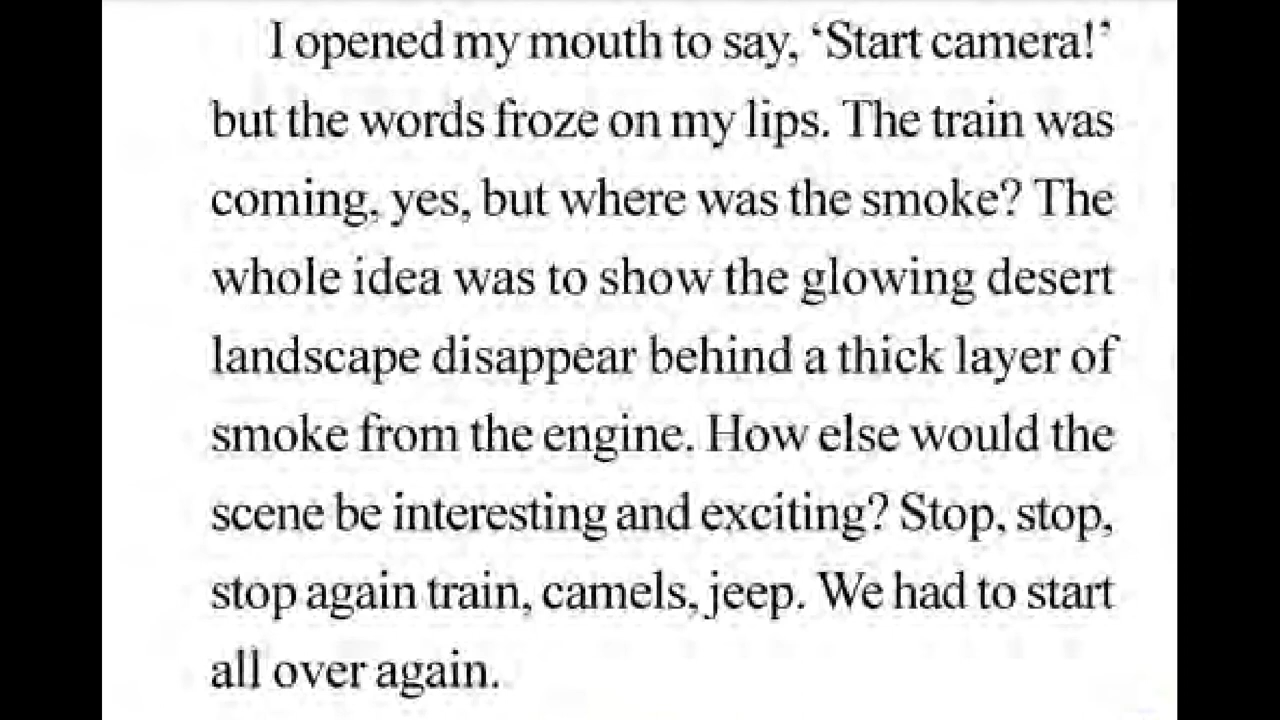 I opened my mouth to say, ‘Start camera!’
but the words froze on my lips. The train was
coming, yes, but where was the smoke? The
whole idea was to show the glowing desert
landscape disappear behind a thick layer of
smoke from the engine. How else would the
scene be interesting and exciting? Stop, stop,
stop again train, camels, jeep. We had to start
all over again.